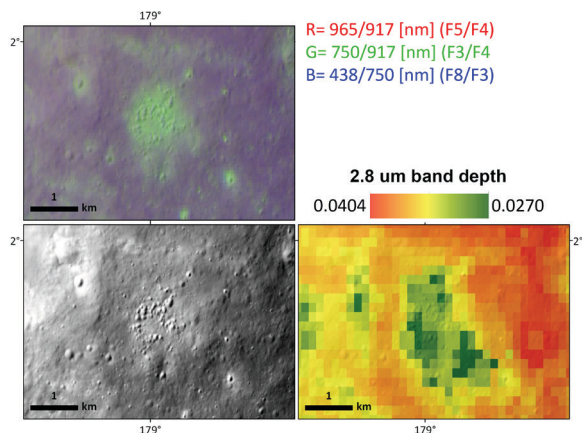 179°
2°
R= 965/917 [nm] (F5/F4)
G= 750/917 [nm] (F3/F4
B= 438/750 [nm] (F8/F3)
1
km
2.8 um band depth
0.0404 0.0270
2°
2°
1
km
1
km
179°
179°